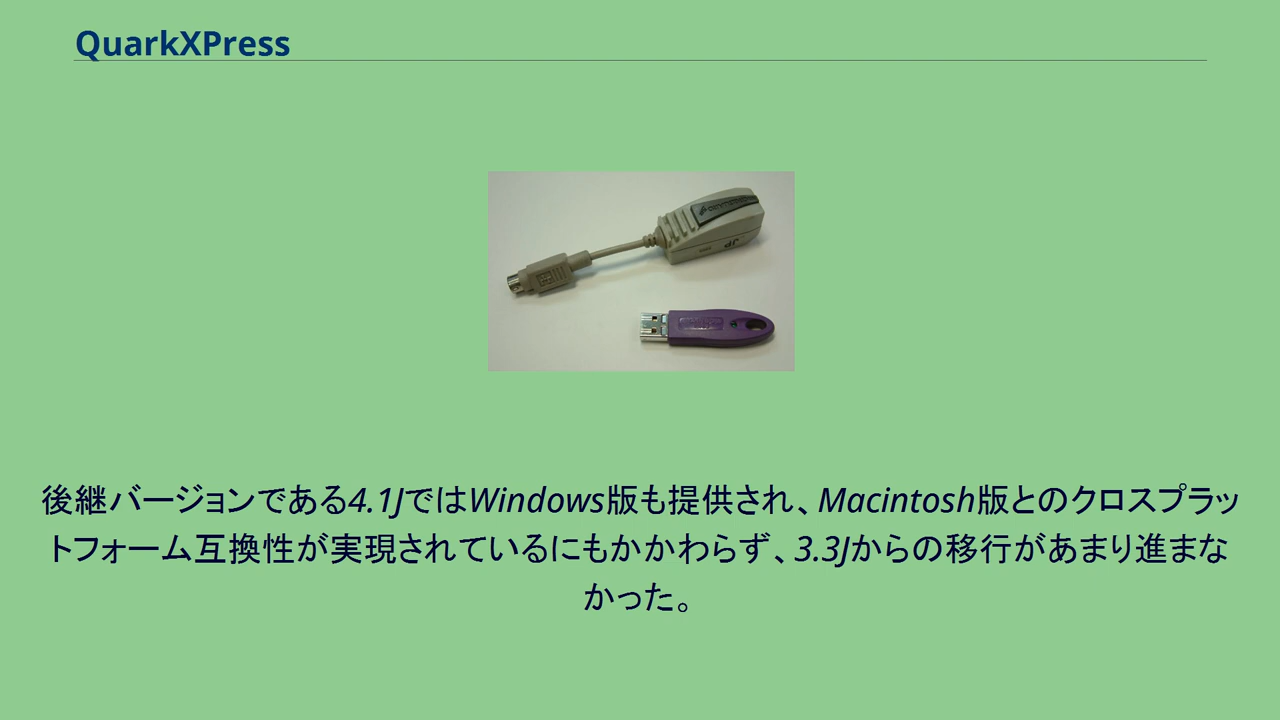 QuarkXPress
JP
後継バージョンである4.1JではWindows版も提供され、Macintosh版とのクロスプラッ
トフォーム互換性が実現されているにもかかわらず、3.3Jからの移行があまり進まな
かった。